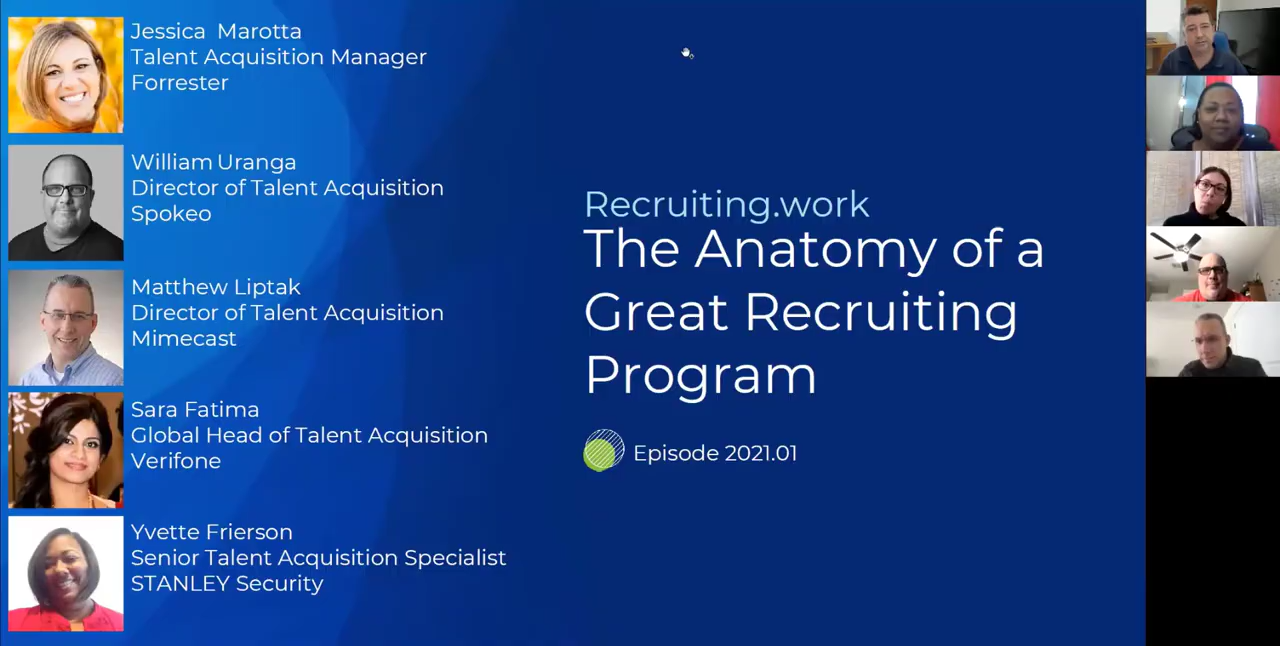 Jessica Marotta
Talent Acquisition Manager
Forrester
William Uranga
Director of Talent Acquisition
Spokeo
Matthew Liptak
Director of Talent Acquisition
Mimecast
Sara Fatima
Global Head of Talent Acquisition
Verifone
Yvette Frierson
Senior Talent Acquisition Specialist
STANLEY Security
Recruiting.work
The Anatomy of a
Great Recruiting
Program
Episode 2021.01